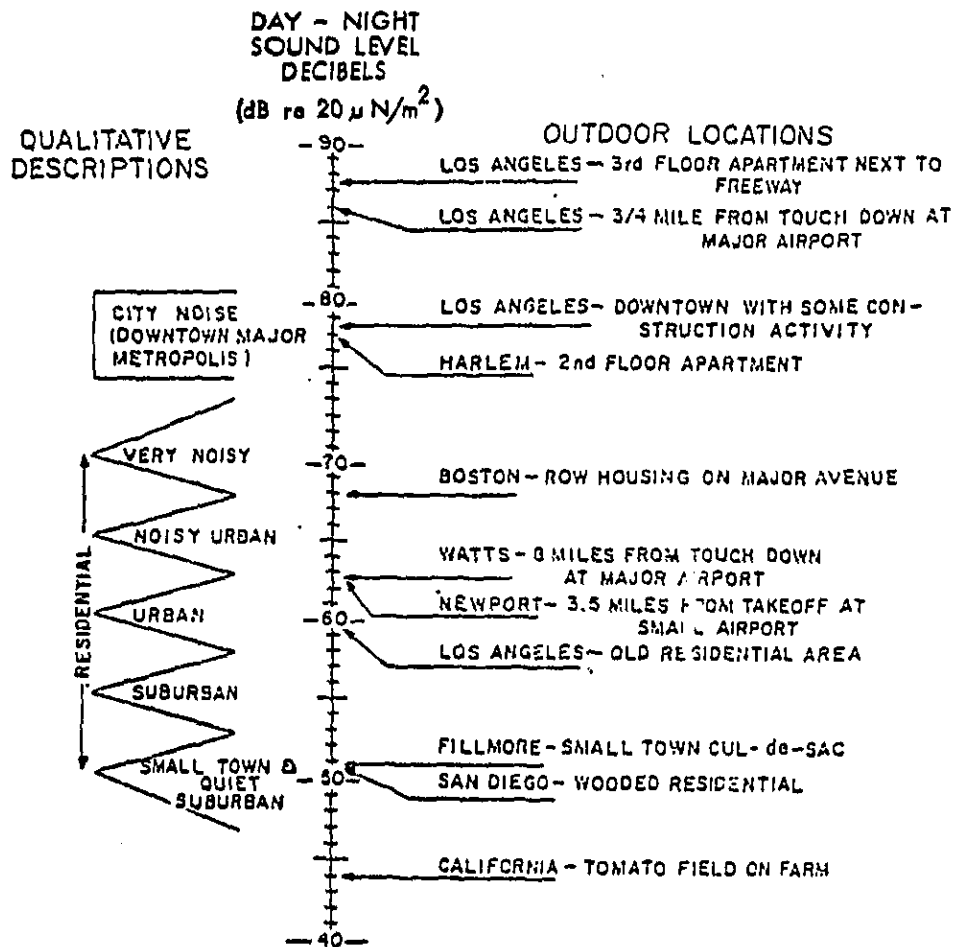 DAY - NIGHT
SOUND LEVEL
DECIBELS
(dB re 20 μ N/m²)
QUALITATIVE
DESCRIPTIONS
OUTDOOR LOCATIONS
90
LOS ANGELES - 3rd FLOOR APARTMENT NEXT TO
FREEWAY
LOS ANGELES - 3/4 MILE FROM TOUCH DOWN AT
MAJOR AIRPORT
80
CITY NOISE
(DOWNTOWN MAJOR
METROPOLIS)
LOS ANGELES - DOWNTOWN WITH SOME CON-
STRUCTION ACTIVITY
HARLEM - 2nd FLOOR APARTMENT
RESIDENTIAL
VERY NOISY
70
BOSTON - ROW HOUSING ON MAJOR AVENUE
NOISY URBAN
WATTS - 8 MILES FROM TOUCH DOWN
AT MAJOR AIRPORT
URBAN
60
NEWPORT - 3.5 MILES FROM TAKEOFF AT
SMALL AIRPORT
LOS ANGELES - OLD RESIDENTIAL AREA
SUBURBAN
FILLMORE - SMALL TOWN CUL-de-SAC
SMALL TOWN &
QUIET
SUBURBAN
50
SAN DIEGO - WOODED RESIDENTIAL
CALIFORNIA - TOMATO FIELD ON FARM
40